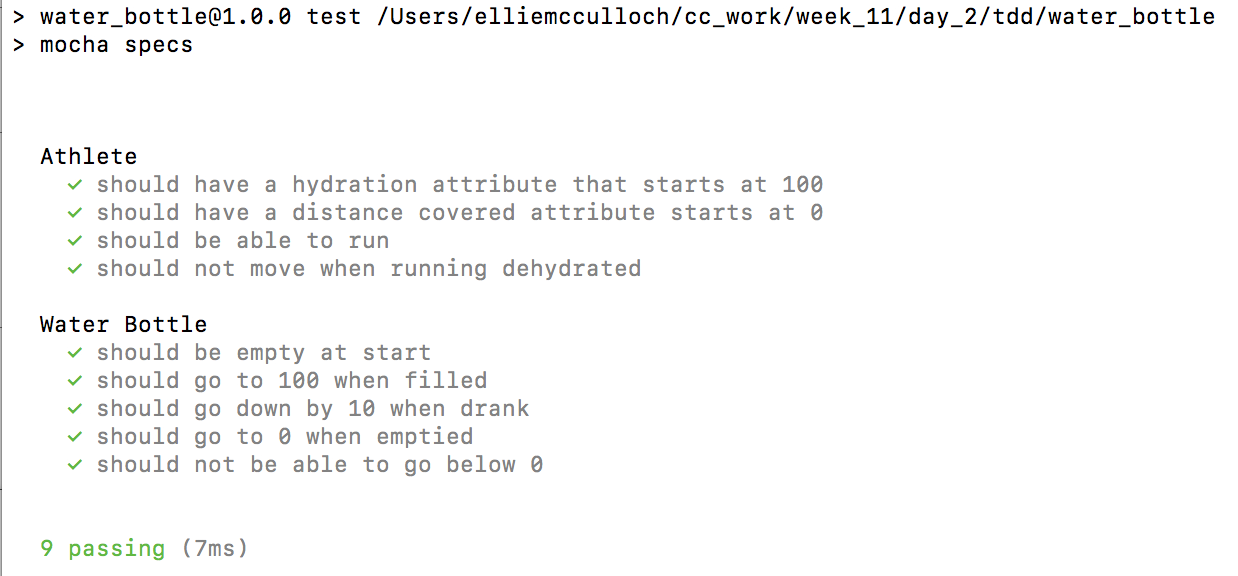 > water_bottle@1.0.0 test /Users/elliemcculloch/cc_work/week_11/day_2/tdd/water_bottle
> mocha specs
Athlete
✓ should have a hydration attribute that starts at 100
✓ should have a distance covered attribute starts at 0
✓ should be able to run
✓ should not move when running dehydrated
Water Bottle
✓ should be empty at start
✓ should go to 100 when filled
✓ should go down by 10 when drank
✓ should go to 0 when emptied
✓ should not be able to go below 0
9 passing (7ms)